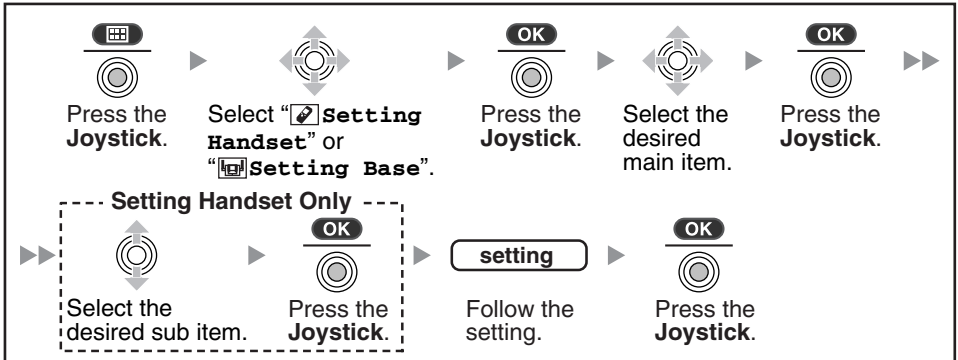 OK
OK
Press the
Joystick.
Select “Setting
Handset” or
“Setting Base”.
Press the
Joystick.
Select the
desired
main item.
Press the
Joystick.
Setting Handset Only
OK
setting
OK
Select the
desired sub item.
Press the
Joystick.
Follow the
setting.
Press the
Joystick.